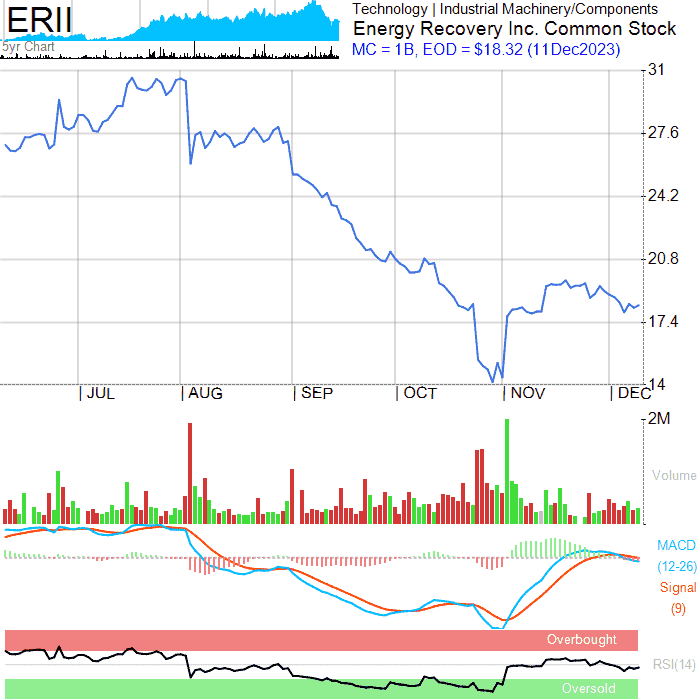 ERII
5yr Chart
Technology | Industrial Machinery/Components
Energy Recovery Inc. Common Stock
MC = 1B, EOD = $18.32 (11Dec2023)
31
27.6
24.2
20.8
17.4
14
JUL AUG SEP OCT NOV DEC
2M
Volume
MACD
(12-26)
Signal
(9)
Overbought
RSI(14)
Oversold